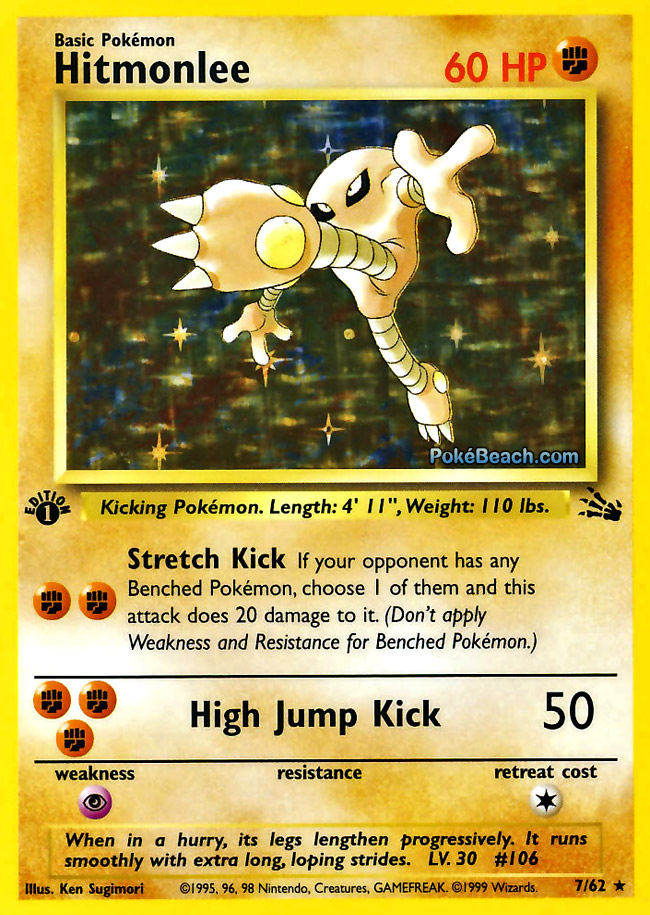 Basic Pokémon
Hitmonlee
60 HP
PokéBeach.com
EDITION
1
Kicking Pokémon. Length: 4' 11", Weight: 110 lbs.
Stretch Kick If your opponent has any
Benched Pokémon, choose 1 of them and this
attack does 20 damage to it. (Don't apply
Weakness and Resistance for Benched Pokémon.)
High Jump Kick 50
weakness resistance retreat cost
When in a hurry, its legs lengthen progressively. It runs
smoothly with extra long, loping strides. LV. 30 #106
Illus. Ken Sugimori ©1995, 96, 98 Nintendo, Creatures, GAMEFREAK. ©1999 Wizards. 7/62 ★